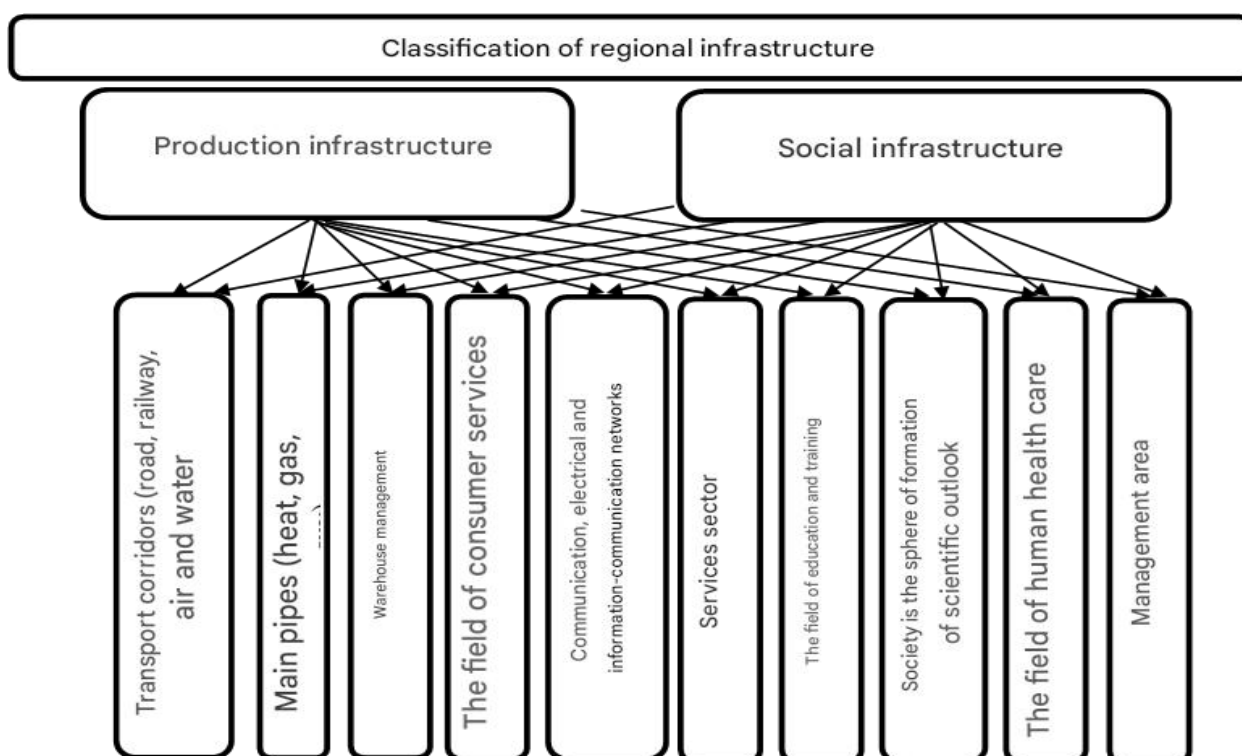 Classification of regional infrastructure
Production infrastructure
Social infrastructure
Transport corridors (road, railway,
air and water
Main pipes (heat, gas,
Warehouse management
The field of consumer services
Communication, electrical and
information-communication networks
Services sector
The field of education and training
Society is the sphere of formation
of scientific outlook
The field of human health care
Management area